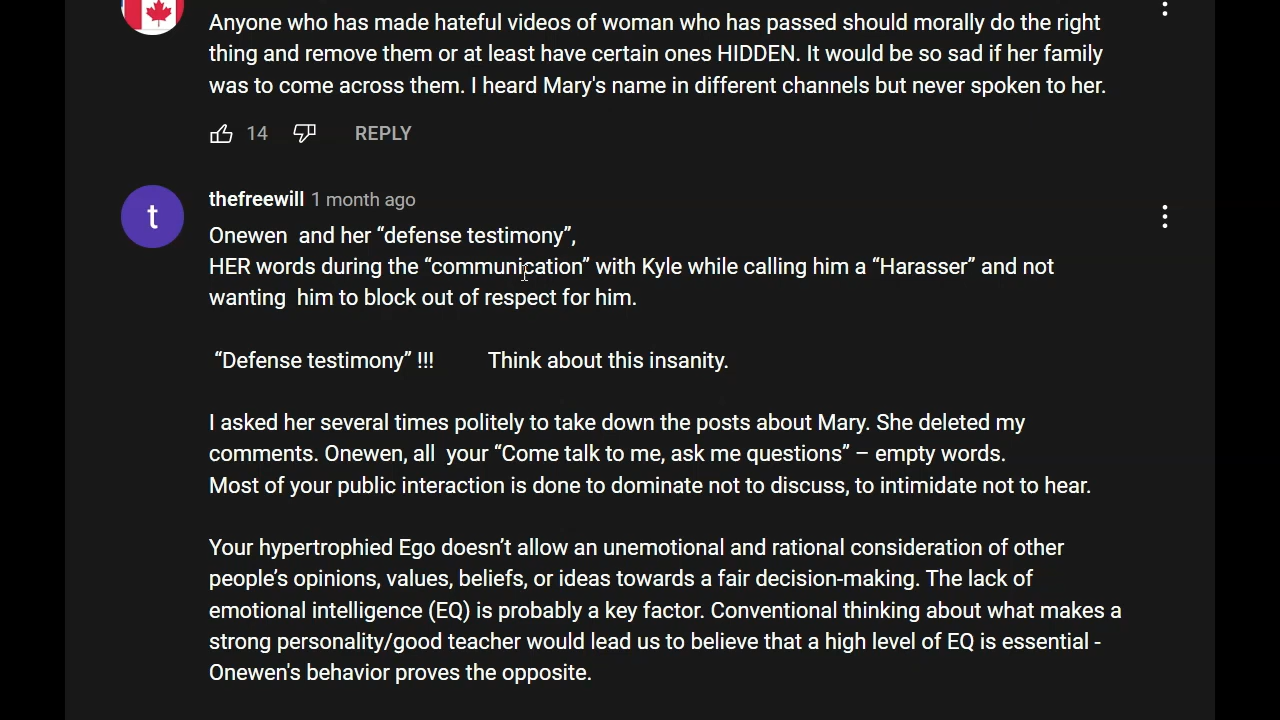 Anyone who has made hateful videos of woman who has passed should morally do the right
thing and remove them or at least have certain ones HIDDEN. It would be so sad if her family
was to come across them. I heard Mary's name in different channels but never spoken to her.
14 REPLY
t
thefreewill 1 month ago
Onewen  and her “defense testimony”,
HER words during the “communication” with Kyle while calling him a “Harasser” and not
wanting  him to block out of respect for him.
“Defense testimony” !!!        Think about this insanity.
I asked her several times politely to take down the posts about Mary. She deleted my
comments. Onewen, all  your “Come talk to me, ask me questions” – empty words.
Most of your public interaction is done to dominate not to discuss, to intimidate not to hear.
Your hypertrophied Ego doesn’t allow an unemotional and rational consideration of other
people’s opinions, values, beliefs, or ideas towards a fair decision-making. The lack of
emotional intelligence (EQ) is probably a key factor. Conventional thinking about what makes a
strong personality/good teacher would lead us to believe that a high level of EQ is essential -
Onewen's behavior proves the opposite.